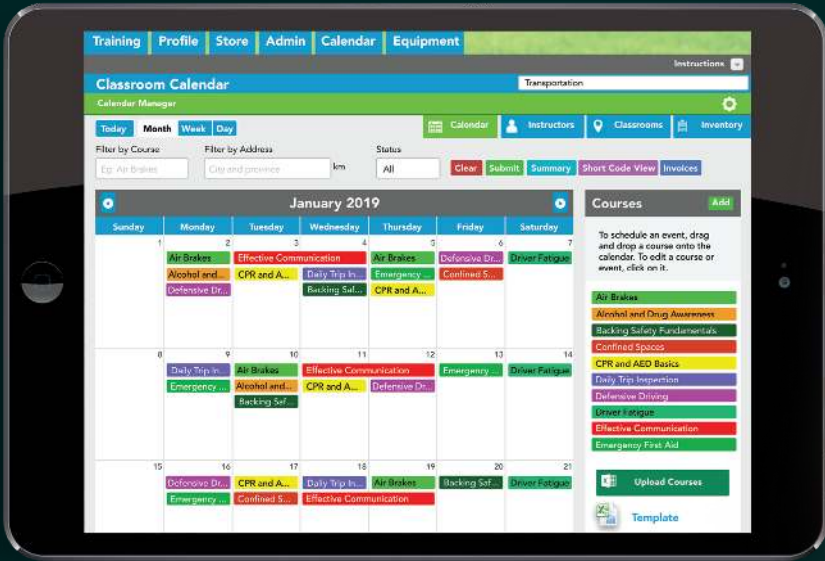 Training Profile Store Admin Calendar Equipment
Instructions
Classroom Calendar Transportation
Calendar Manager
Today Month Week Day Calendar Instructors Classrooms Inventory
Filter by Course Filter by Address Status
Eg: Air Brakes City and province km All Clear Submit Summary Short Code View Invoices
January 2019
Sunday Monday Tuesday Wednesday Thursday Friday Saturday
1 2 3 4 5 6 7
Air Brakes Effective Communication Air Brakes Defensive Dr... Driver Fatigue
Alcohol and... CPR and A... Daily Trip In... Emergency ... Confined S...
Defensive Dr... Backing Saf... CPR and A...
8 9 10 11 12 13 14
Daily Trip In... Air Brakes Effective Communication Emergency ... Driver Fatigue
Emergency ... Alcohol and... CPR and A... Defensive Dr...
Backing Saf...
15 16 17 18 19 20 21
Defensive Dr... CPR and A... Daily Trip In... Air Brakes Backing Saf... Driver Fatigue
Emergency ... Confined S... Effective Communication
Courses Add
To schedule an event, drag
and drop a course onto the
calendar. To edit a course or
event, click on it.
Air Brakes
Alcohol and Drug Awareness
Backing Safety Fundamentals
Confined Spaces
CPR and AED Basics
Daily Trip Inspection
Defensive Driving
Driver Fatigue
Effective Communication
Emergency First Aid
Upload Courses
Template